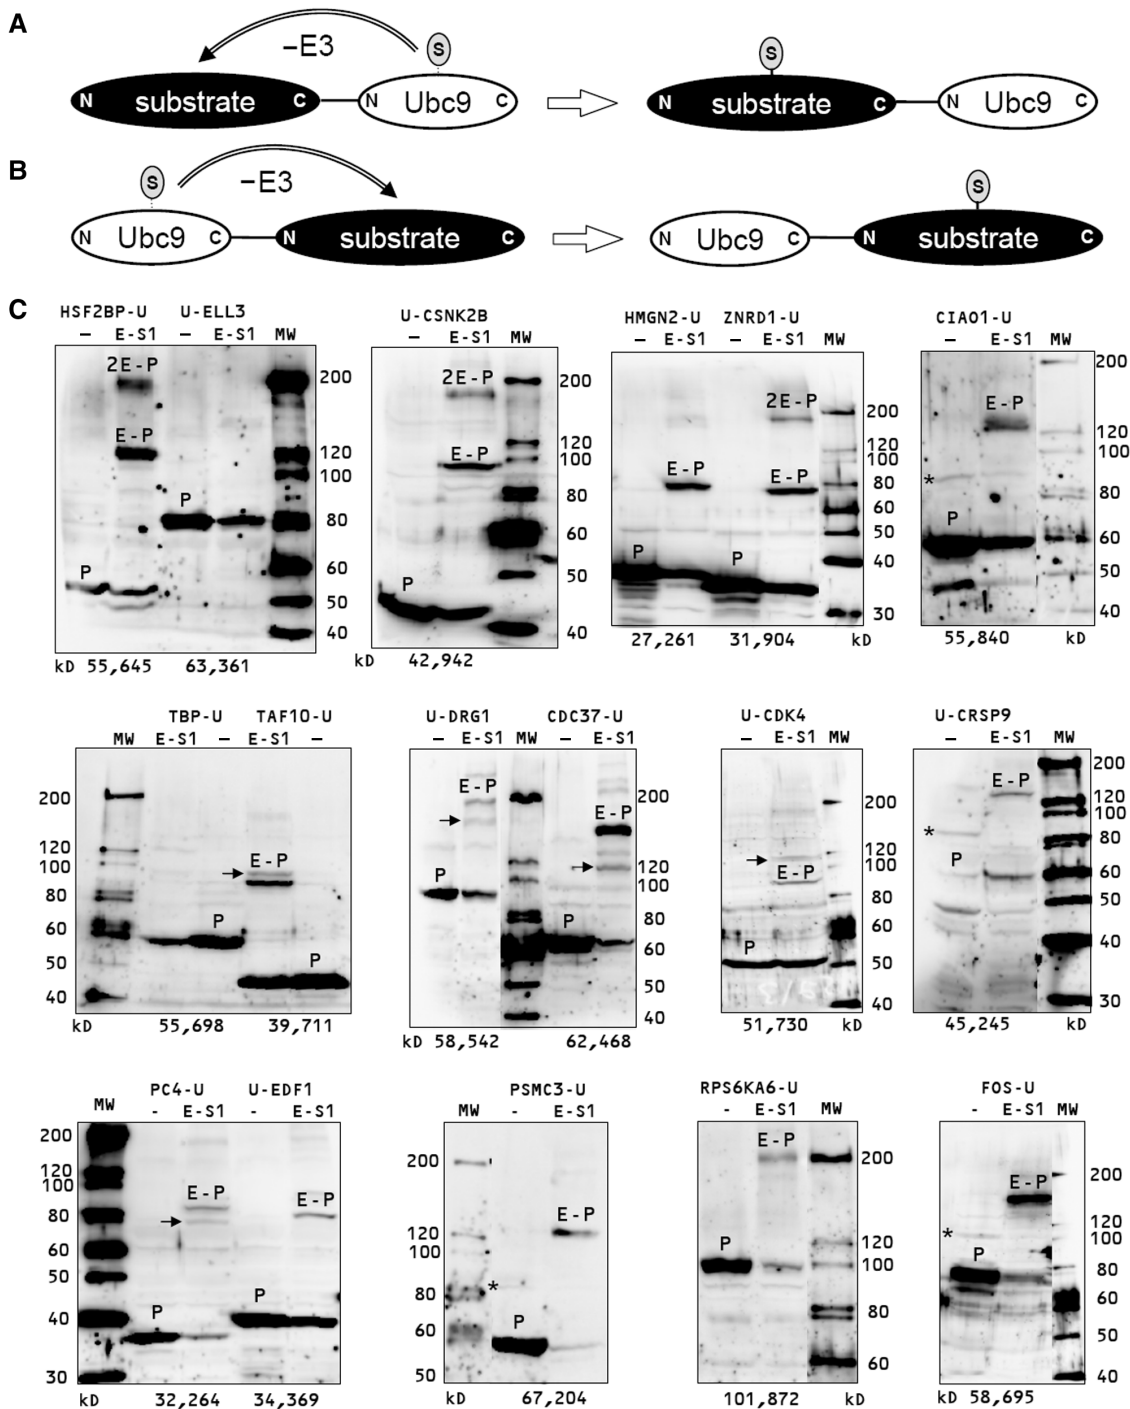 A
–E3
S
N substrate C N Ubc9 C
S
N substrate C N Ubc9 C
B
S
–E3
N Ubc9 C N substrate C
S
N Ubc9 C N substrate C
C
HSF2BP-U U-ELL3
– E-S1 – E-S1 MW
2E-P
E-P
P
P
200
120
100
80
60
50
40
kD 55,645 63,361
U-CSNK2B
– E-S1 MW
2E-P
E-P
P
200
120
100
80
60
50
40
kD 42,942
HMGN2-U ZNRD1-U
– E-S1 – E-S1 MW
2E-P
E-P E-P
P P
200
120
100
80
60
50
40
30
27,261 31,904 kD
CIAO1-U
– E-S1 MW
E-P
*
P
200
120
100
80
60
50
40
55,840 kD
TBP-U TAF10-U
MW E-S1 – E-S1 –
200
120
100
80
60
40
E-P
P
P
kD 55,698 39,711
U-DRG1 CDC37-U
– E-S1 MW – E-S1
E-P
E-P
P
P
200
120
100
80
60
50
40
kD 58,542 62,468
U-CDK4
– E-S1 MW
E-P
P
200
120
100
80
60
50
40
51,730 kD
U-CRSP9
– E-S1 MW
E-P
*
P
200
120
100
80
60
50
40
30
45,245 kD
PC4-U U-EDF1
MW - E-S1 - E-S1
200
120
100
80
60
50
40
30
E-P E-P
P P
kD 32,264 34,369
PSMC3-U
MW - E-S1
200
120
100
80
60
50
E-P
*
P
kD 67,204
RPS6KA6-U
- E-S1 MW
E-P
P
200
120
100
80
60
101,872 kD
FOS-U
- E-S1 MW
E-P
*
P
200
120
100
80
60
50
40
kD 58,695